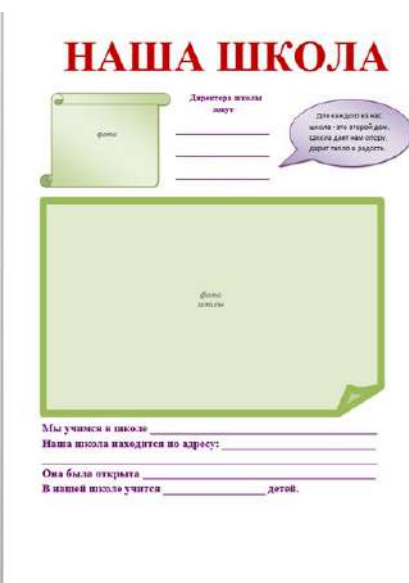 НАША ШКОЛА
фото
Директора школы
зовут
Для каждого из нас
школа - это второй дом.
Школа дает нам опору,
дарит тепло и радость.
фото
школы
Мы учимся в школе
Наша школа находится по адресу:
Она была открыта
В нашей школе учится детей.